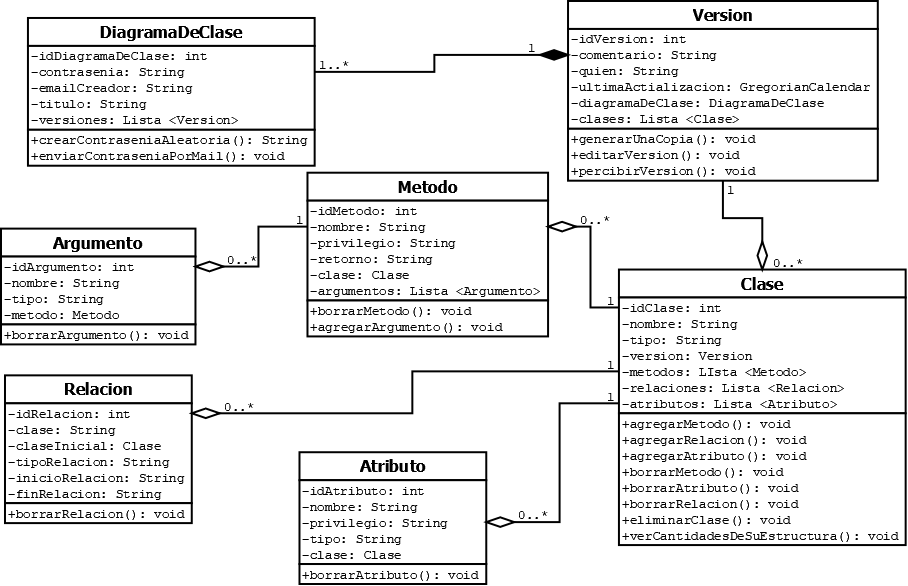 DiagramaDeClase
-idDiagramaDeClase: int
-contrasenia: String
-emailCreador: String
-titulo: String
-versiones: Lista <Version>
+crearContraseniaAleatoria(): String
+enviarContraseniaPorMail(): void
1..*
1
Version
-idVersion: int
-comentario: String
-quien: String
-ultimaActializacion: GregorianCalendar
-diagramaDeClase: DiagramaDeClase
-clases: Lista <Clase>
+generarUnaCopia(): void
+editarVersion(): void
+percibirVersion(): void
1
0..*
Metodo
-idMetodo: int
-nombre: String
-privilegio: String
-retorno: String
-clase: Clase
-argumentos: Lista <Argumento>
+borrarMetodo(): void
+agregarArgumento(): void
0..*
1
Argumento
-idArgumento: int
-nombre: String
-tipo: String
-metodo: Metodo
+borrarArgumento(): void
0..*
1
Clase
-idClase: int
-nombre: String
-tipo: String
-version: Version
-metodos: LIsta <Metodo>
-relaciones: Lista <Relacion>
-atributos: Lista <Atributo>
+agregarMetodo(): void
+agregarRelacion(): void
+agregarAtributo(): void
+borrarMetodo(): void
+borrarAtributo(): void
+borrarRelacion(): void
+eliminarClase(): void
+verCantidadesDeSuEstructura(): void
Relacion
-idRelacion: int
-clase: String
-claseInicial: Clase
-tipoRelacion: String
-inicioRelacion: String
-finRelacion: String
+borrarRelacion(): void
0..*
1
Atributo
-idAtributo: int
-nombre: String
-privilegio: String
-tipo: String
-clase: Clase
+borrarAtributo(): void
0..*
1